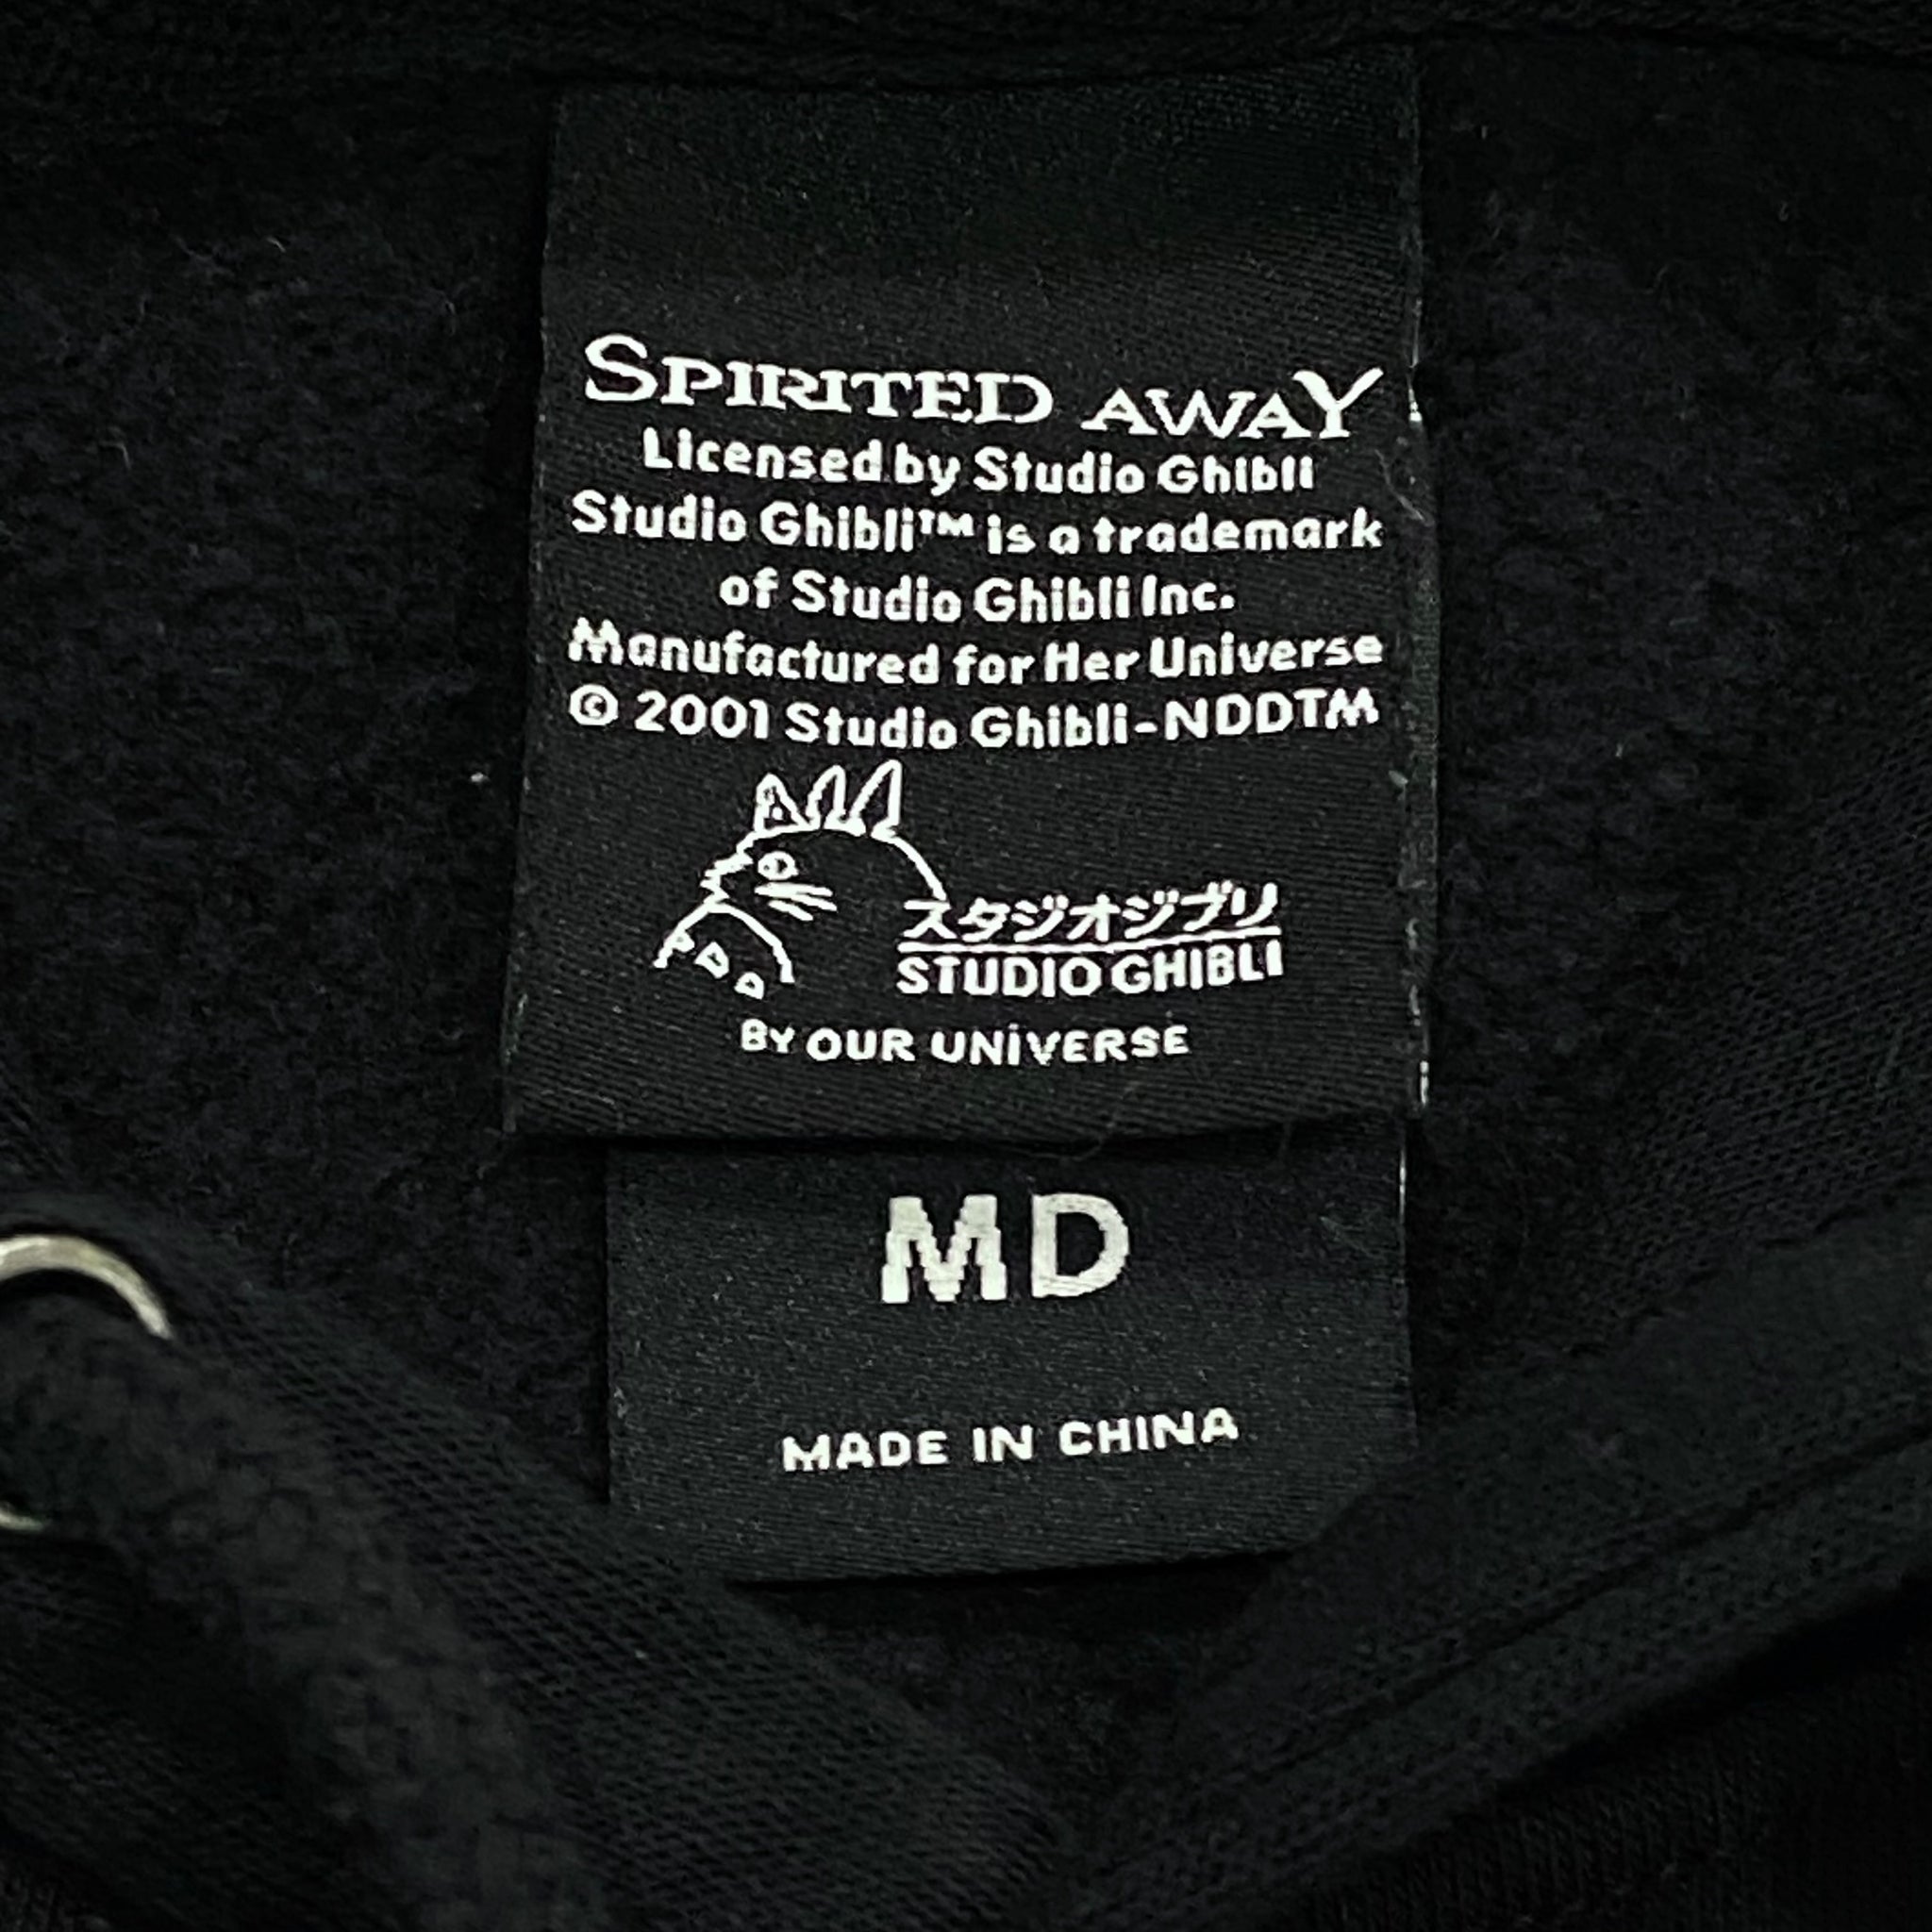 SPIRITED AWAY
Licensed by Studio Ghibli
Studio Ghibli™ is a trademark
of Studio Ghibli Inc.
Manufactured for Her Universe
© 2001 Studio Ghibli-NDDTM
スタジオジブリ
STUDIO GHIBLI
BY OUR UNiVERSE
MD
MADE IN CHINA